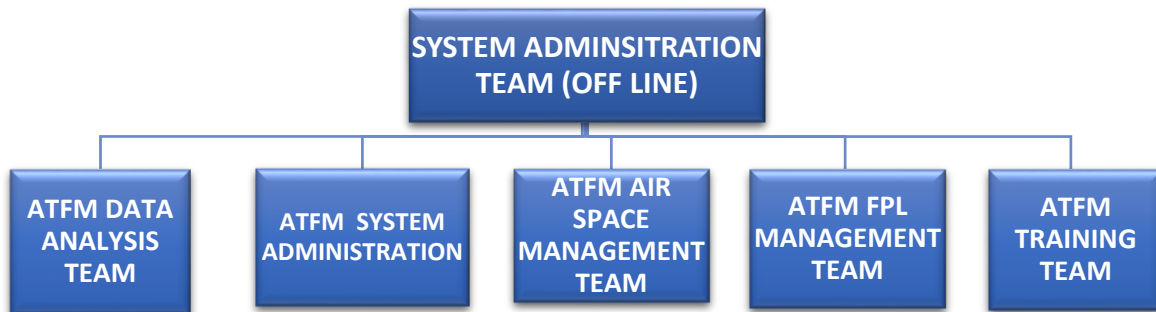 SYSTEM ADMINSITRATION
TEAM (OFF LINE)
ATFM DATA
ANALYSIS
TEAM
ATFM SYSTEM
ADMINISTRATION
ATFM AIR
SPACE
MANAGEMENT
TEAM
ATFM FPL
MANAGEMENT
TEAM
ATFM
TRAINING
TEAM